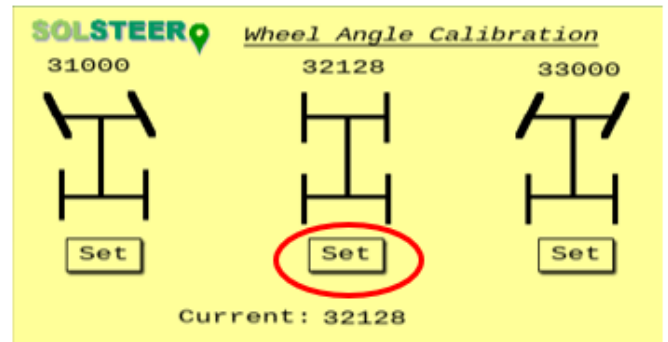 SOLSTEER Wheel Angle Calibration
31000 32128 33000
Set Set Set
Current: 32128